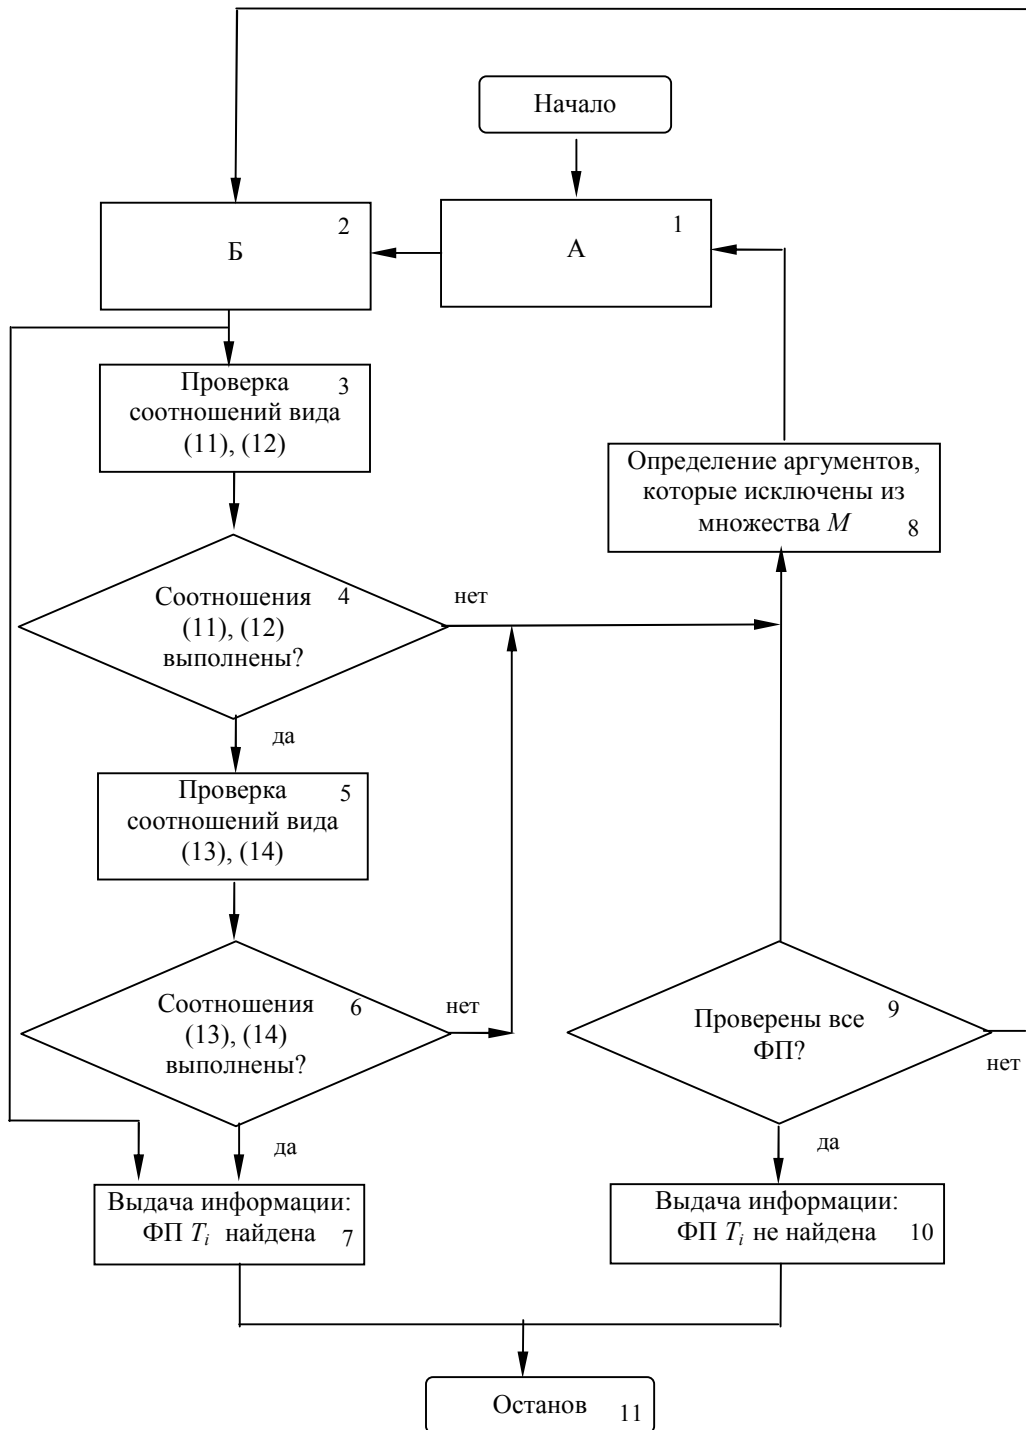 Начало
2
Б
1
А
Проверка 3
соотношений вида
(11), (12)
Определение аргументов,
которые исключены из
множества M 8
Соотношения 4
(11), (12)
выполнены?
нет
да
Проверка 5
соотношений вида
(13), (14)
Соотношения 6
(13), (14)
выполнены?
нет
да
Проверены все 9
ФП?
нет
да
Выдача информации:
ФП Ti найдена 7
Выдача информации:
ФП Ti не найдена 10
Останов 11